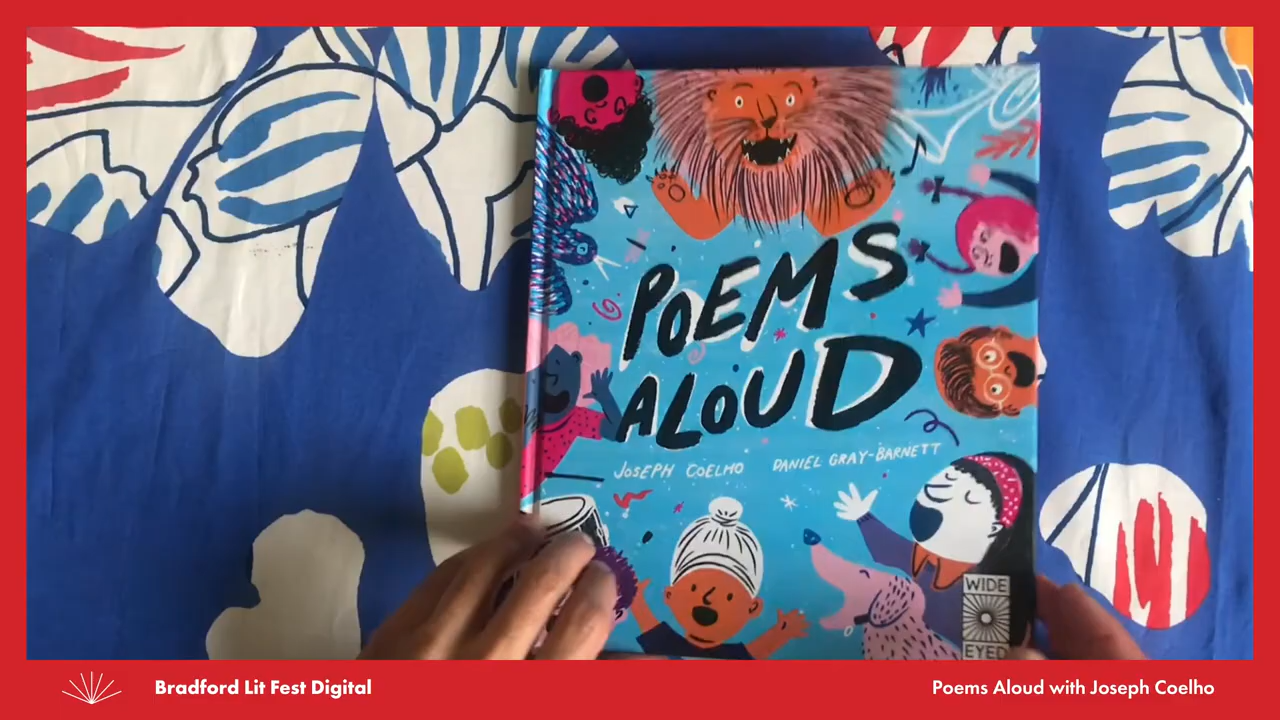 POEMS
ALOUD
JOSEPH COELHO DANIEL GRAY-BARNETT
WIDE
EYED
Bradford Lit Fest Digital
Poems Aloud with Joseph Coelho